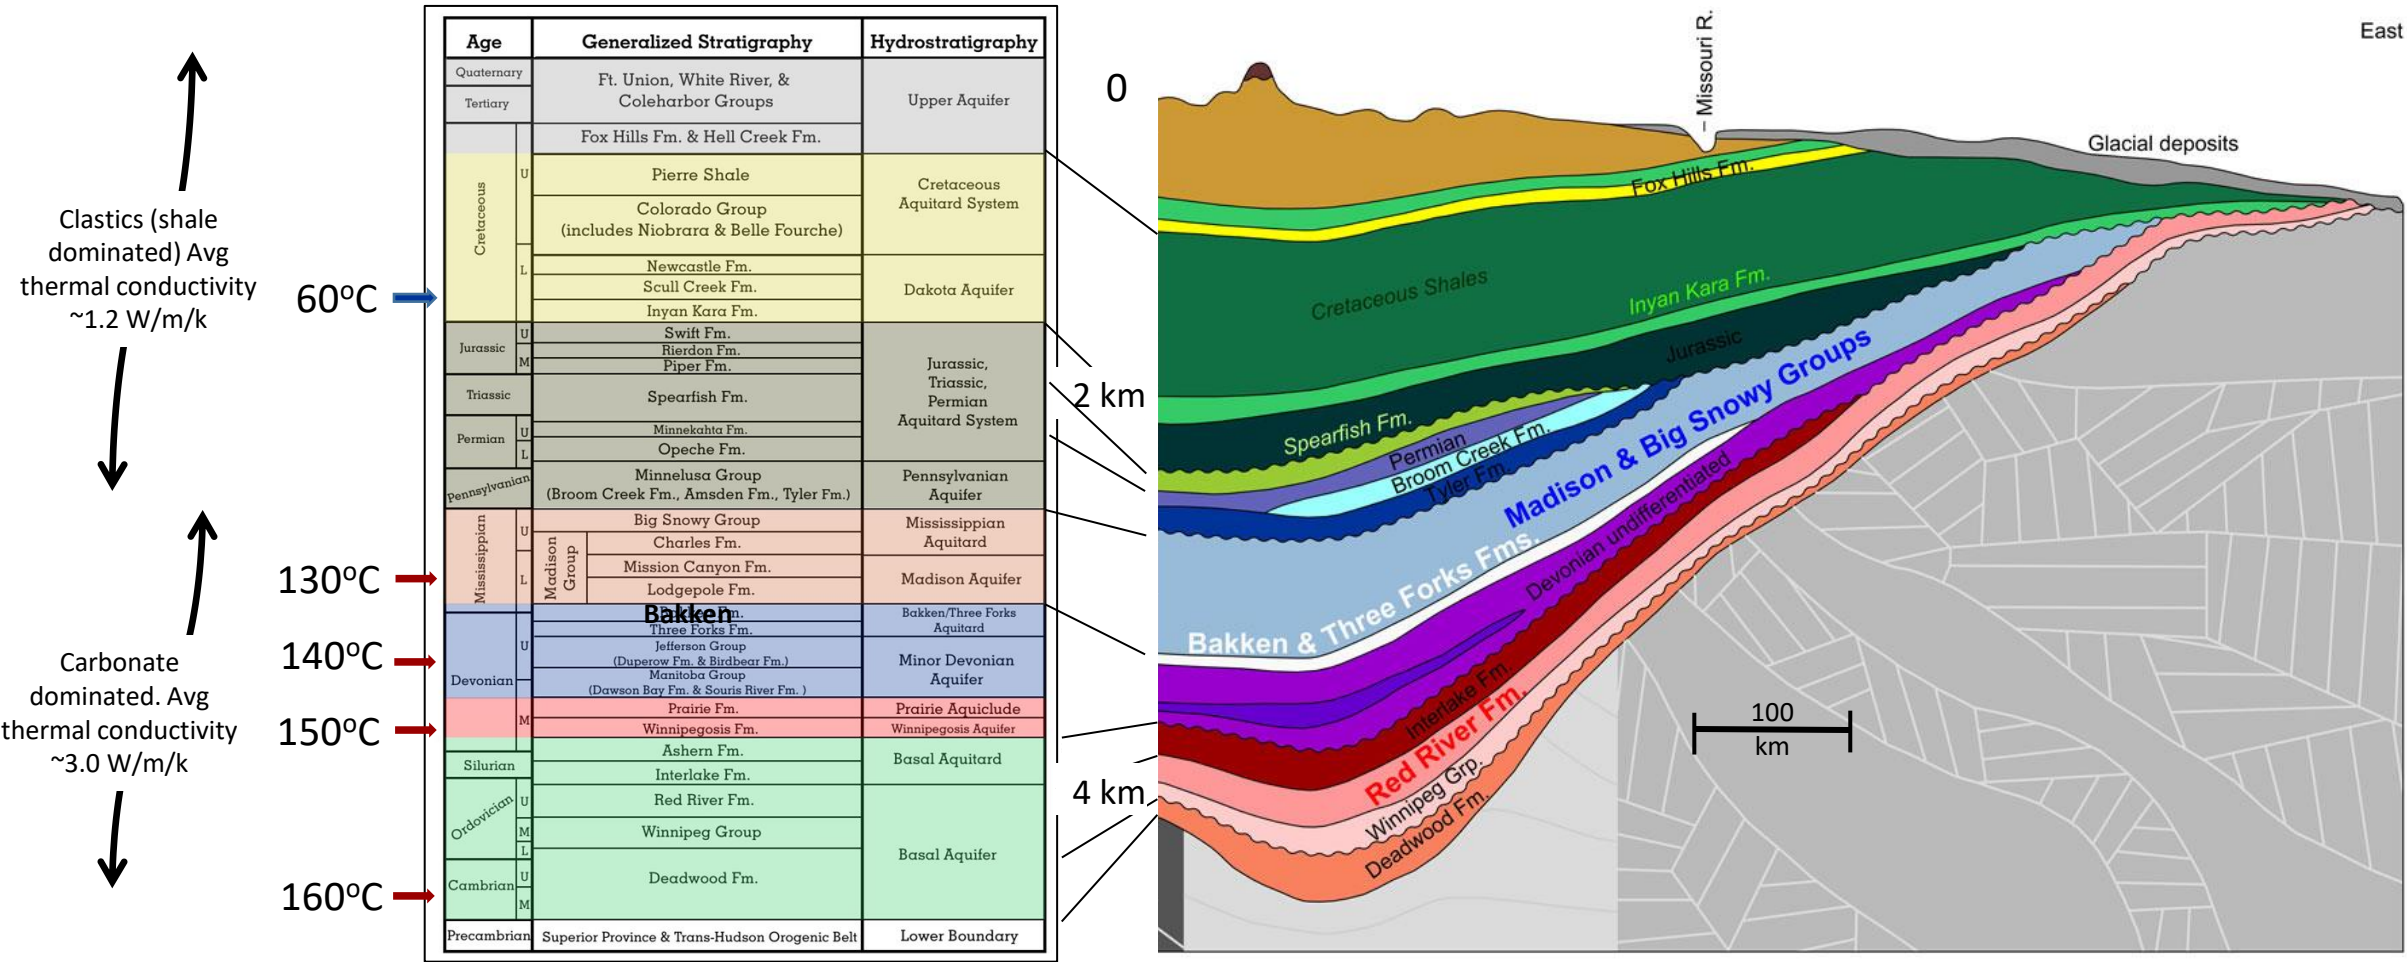 Clastics (shale
dominated) Avg
thermal conductivity
~1.2 W/m/k
Carbonate
dominated. Avg
thermal conductivity
~3.0 W/m/k
60°C
130°C
140°C
150°C
160°C
Age
Generalized Stratigraphy
Hydrostratigraphy
Quaternary
Ft. Union, White River, &
Coleharbor Groups
Upper Aquifer
Tertiary
Fox Hills Fm. & Hell Creek Fm.
Cretaceous
U
Pierre Shale
Cretaceous
Aquitard System
Colorado Group
(includes Niobrara & Belle Fourche)
L
Newcastle Fm.
Scull Creek Fm.
Dakota Aquifer
Inyan Kara Fm.
Jurassic
U
Swift Fm.
M
Rierdon Fm.
Piper Fm.
Jurassic,
Triassic,
Permian
Aquitard System
Triassic
Spearfish Fm.
Permian
U
Minnekahta Fm.
L
Opeche Fm.
Pennsylvanian
Minnelusa Group
(Broom Creek Fm., Amsden Fm., Tyler Fm.)
Pennsylvanian
Aquifer
Mississippian
U
Big Snowy Group
Mississippian
Aquitard
Madison
Group
Charles Fm.
L
Mission Canyon Fm.
Madison Aquifer
Lodgepole Fm.
Bakken
Bakken/Three Forks
Aquitard
Three Forks Fm.
Devonian
U
Jefferson Group
(Duperow Fm. & Birdbear Fm.)
Minor Devonian
Aquifer
Manitoba Group
(Dawson Bay Fm. & Souris River Fm. )
M
Prairie Fm.
Prairie Aquiclude
Winnipegosis Fm.
Winnipegosis Aquifer
Ashern Fm.
Basal Aquitard
Silurian
Interlake Fm.
Ordovician
U
Red River Fm.
M
Winnipeg Group
L
Basal Aquifer
Cambrian
U
Deadwood Fm.
M
Precambrian
Superior Province & Trans-Hudson Orogenic Belt
Lower Boundary
0
2 km
4 km
– Missouri R.
East
Glacial deposits
Fox Hills Fm.
Cretaceous Shales
Inyan Kara Fm.
Jurassic
Spearfish Fm.
Permian
Broom Creek Fm.
Tyler Fm.
Madison & Big Snowy Groups
Bakken & Three Forks Fms.
Devonian undifferentiated
Interlake Fm.
Red River Fm.
Winnipeg Grp.
Deadwood Fm.
100
km